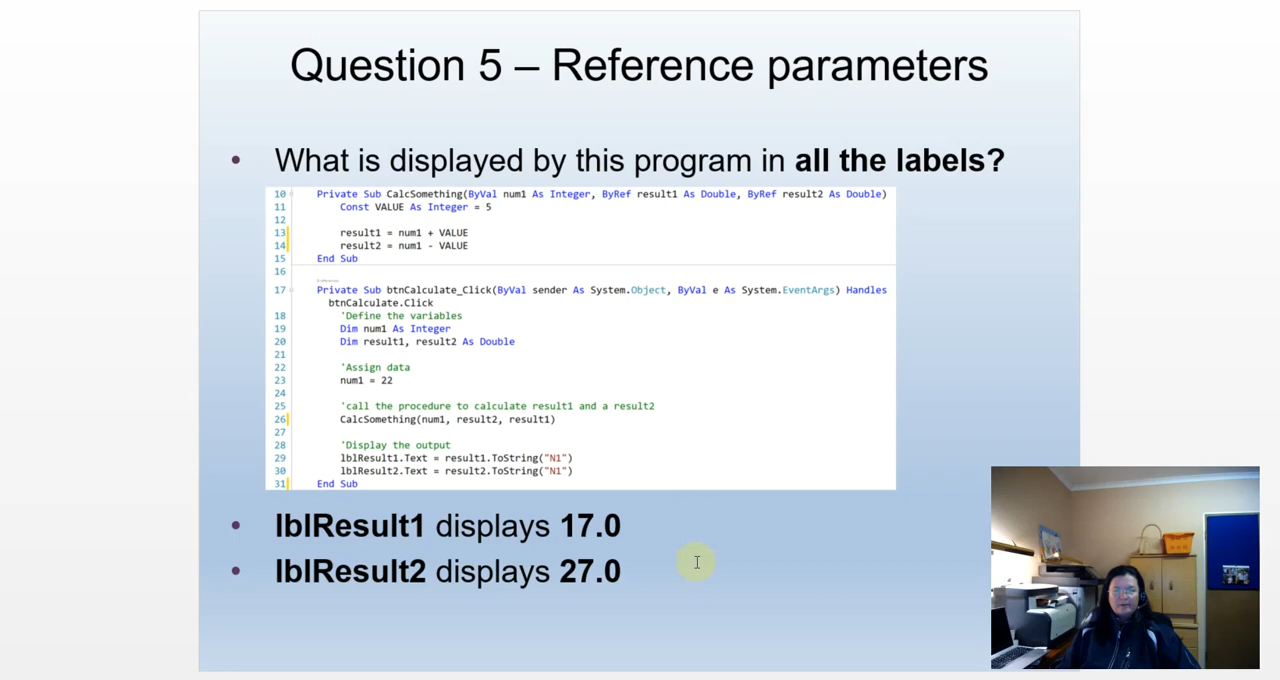 Question 5 – Reference parameters
• What is displayed by this program in all the labels?
10 Private Sub CalcSomething(ByVal num1 As Integer, ByRef result1 As Double, ByRef result2 As Double)
11 Const VALUE As Integer = 5
12
13 result1 = num1 + VALUE
14 result2 = num1 - VALUE
15 End Sub
16
17 Private Sub btnCalculate_Click(ByVal sender As System.Object, ByVal e As System.EventArgs) Handles
btnCalculate.Click
18 'Define the variables
19 Dim num1 As Integer
20 Dim result1, result2 As Double
21
22 'Assign data
23 num1 = 22
24
25 'call the procedure to calculate result1 and a result2
26 CalcSomething(num1, result2, result1)
27
28 'Display the output
29 lblResult1.Text = result1.ToString("N1")
30 lblResult2.Text = result2.ToString("N1")
31 End Sub
• lblResult1 displays 17.0
• lblResult2 displays 27.0